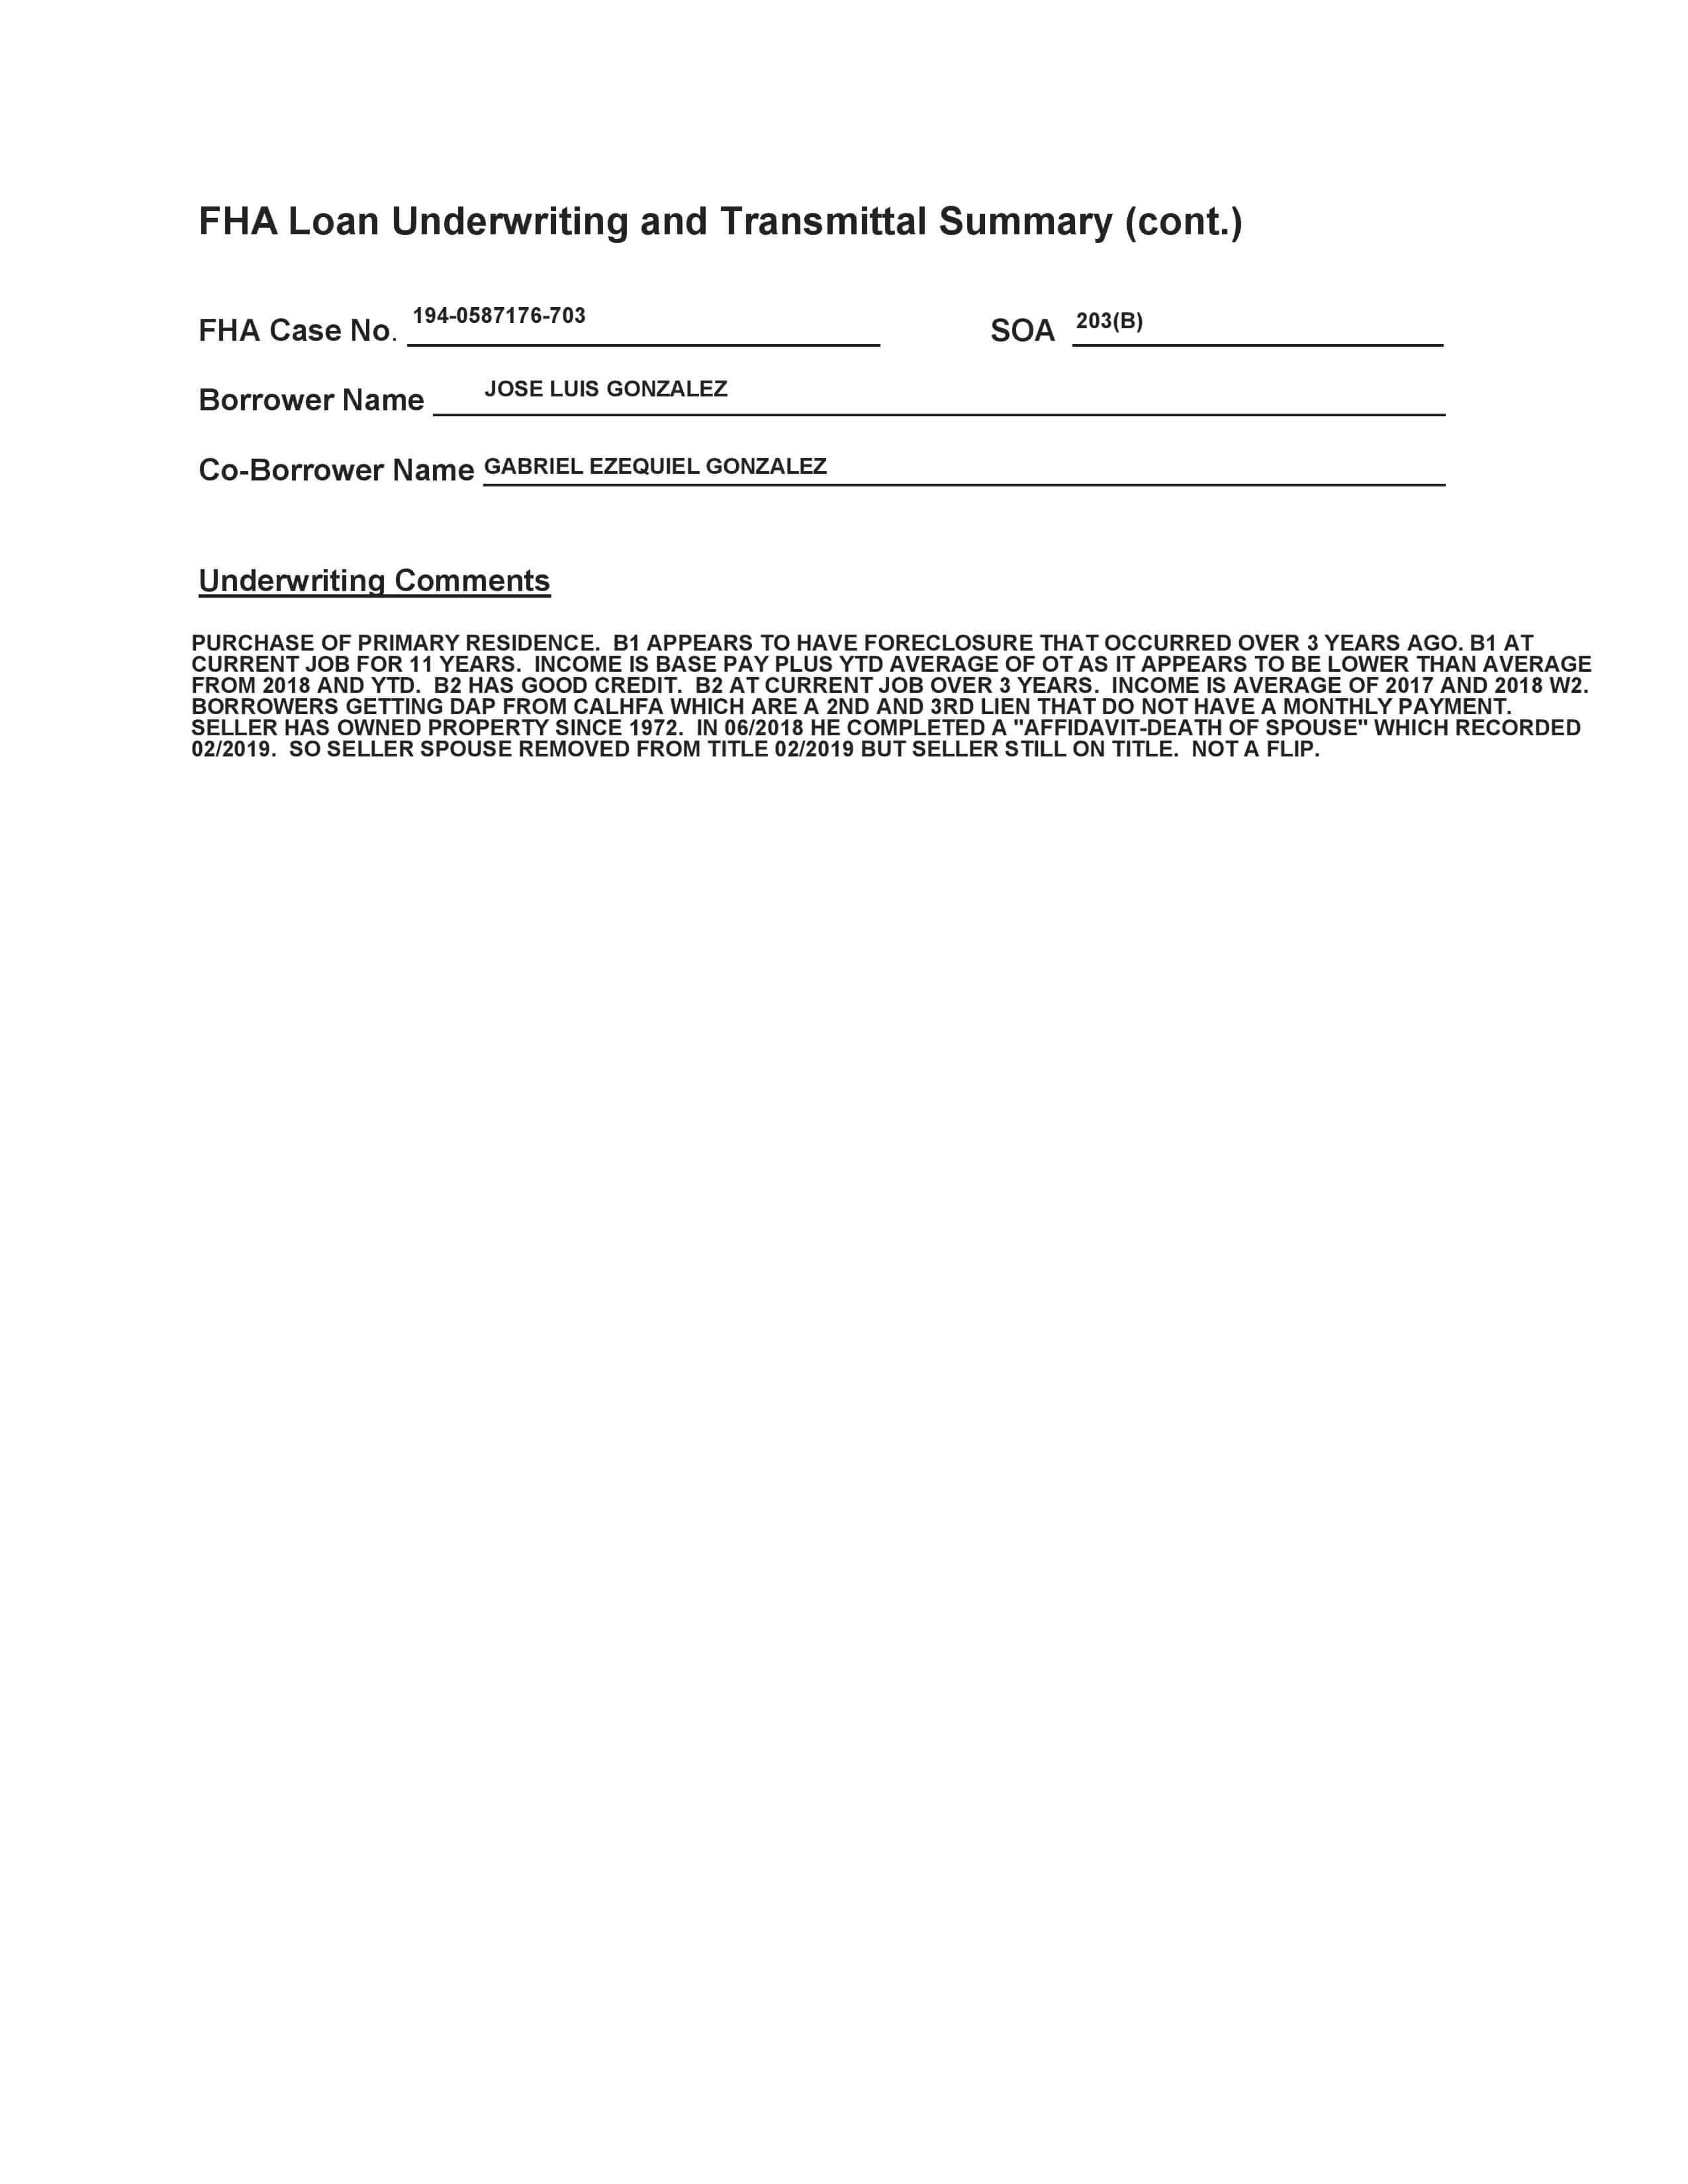 FHA Loan Underwriting and Transmittal Summary (cont.)
FHA Case No. 194-0587176-703 SOA 203(B)
Borrower Name JOSE LUIS GONZALEZ
Co-Borrower Name GABRIEL EZEQUIEL GONZALEZ
Underwriting Comments
PURCHASE OF PRIMARY RESIDENCE. B1 APPEARS TO HAVE FORECLOSURE THAT OCCURRED OVER 3 YEARS AGO. B1 AT
CURRENT JOB FOR 11 YEARS. INCOME IS BASE PAY PLUS YTD AVERAGE OF OT AS IT APPEARS TO BE LOWER THAN AVERAGE
FROM 2018 AND YTD. B2 HAS GOOD CREDIT. B2 AT CURRENT JOB OVER 3 YEARS. INCOME IS AVERAGE OF 2017 AND 2018 W2.
BORROWERS GETTING DAP FROM CALHFA WHICH ARE A 2ND AND 3RD LIEN THAT DO NOT HAVE A MONTHLY PAYMENT.
SELLER HAS OWNED PROPERTY SINCE 1972. IN 06/2018 HE COMPLETED A "AFFIDAVIT-DEATH OF SPOUSE" WHICH RECORDED
02/2019. SO SELLER SPOUSE REMOVED FROM TITLE 02/2019 BUT SELLER STILL ON TITLE. NOT A FLIP.